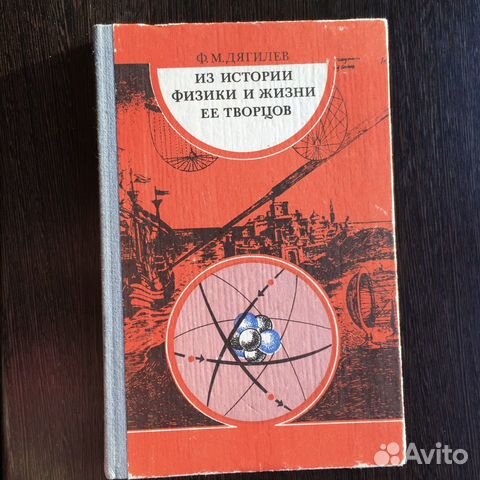 Ф. М. ДЯГИЛЕВ
ИЗ ИСТОРИИ
ФИЗИКИ И ЖИЗНИ
ЕЕ ТВОРЦОВ
Avito